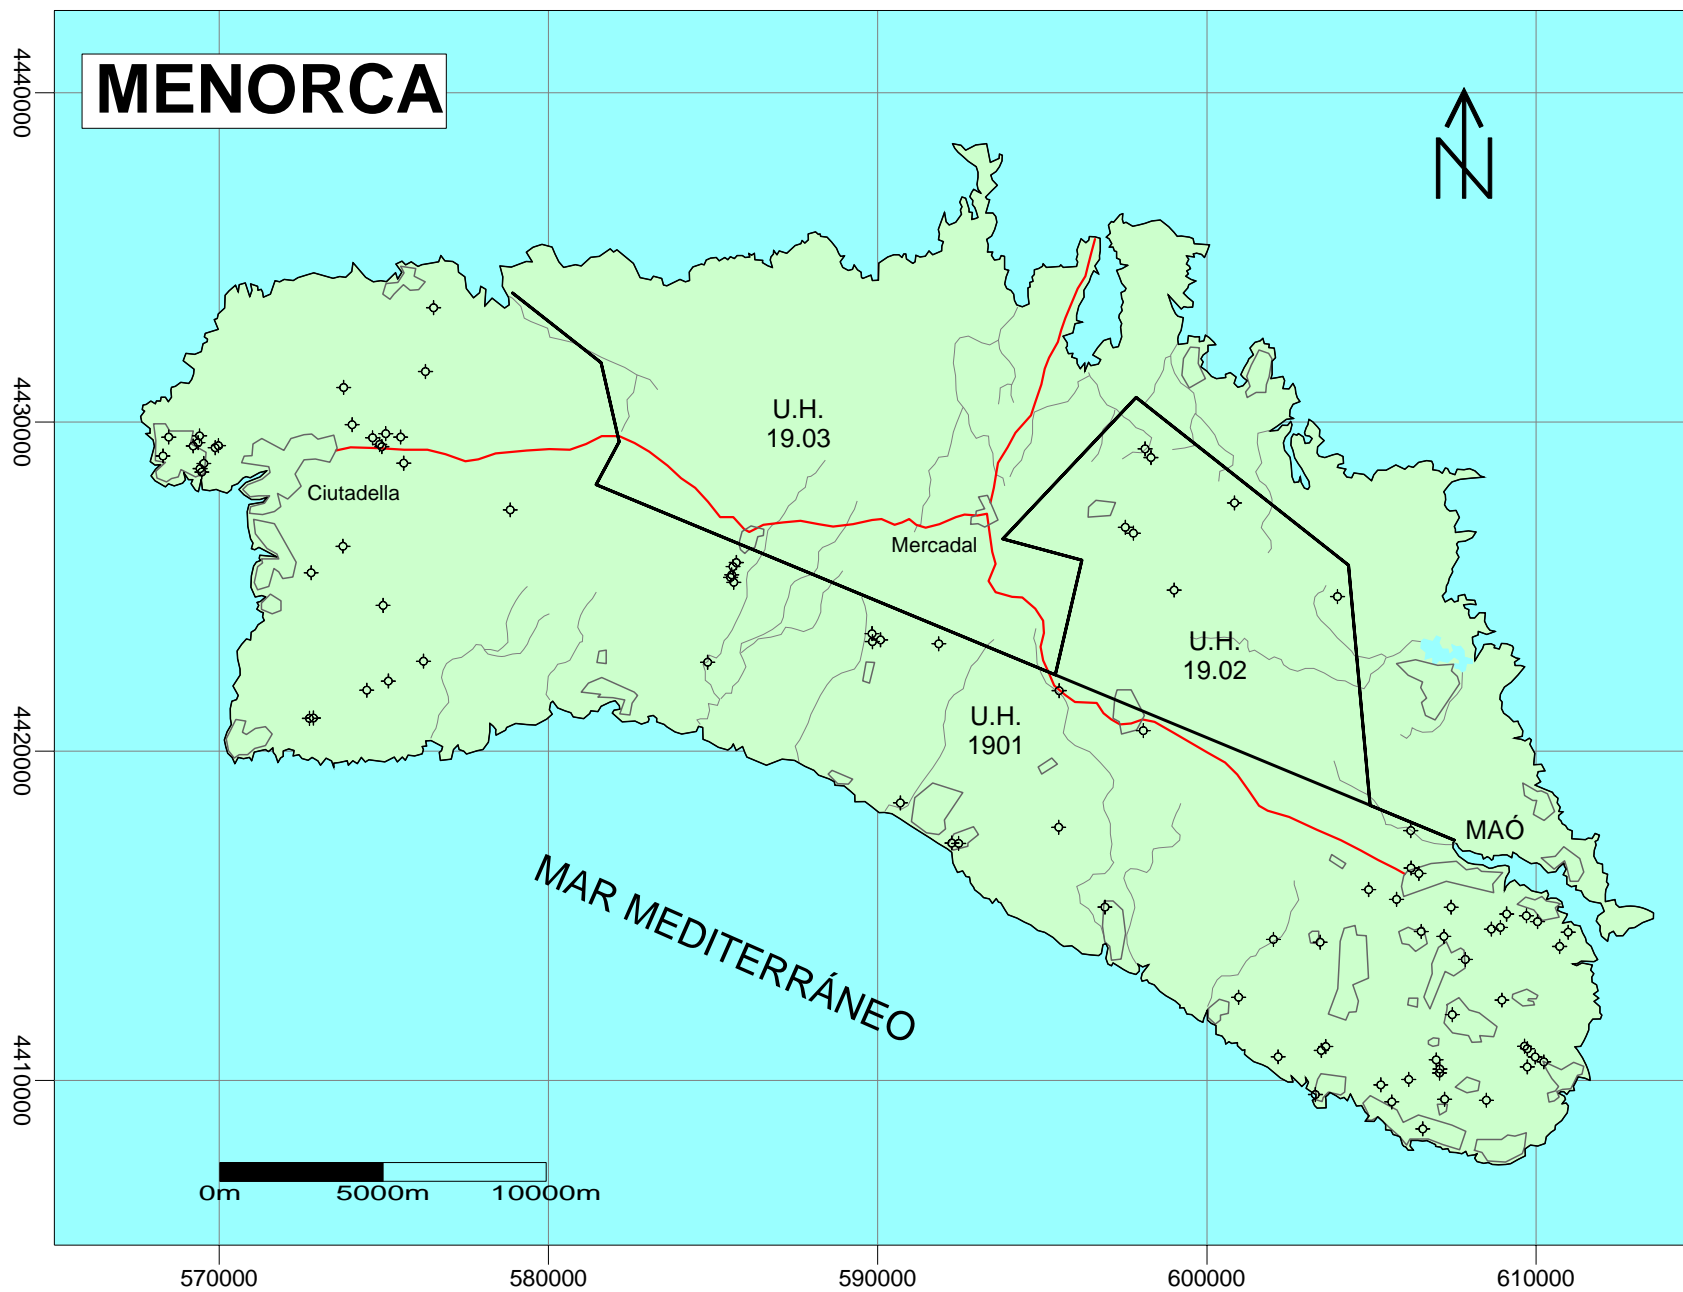 MENORCA
4440000
N
U.H.
19.03
4430000
Ciutadella
Mercadal
U.H.
19.02
U.H.
1901
4420000
MAÓ
MAR MEDITERRÁNEO
4410000
0m 5000m 10000m
570000 580000 590000 600000 610000